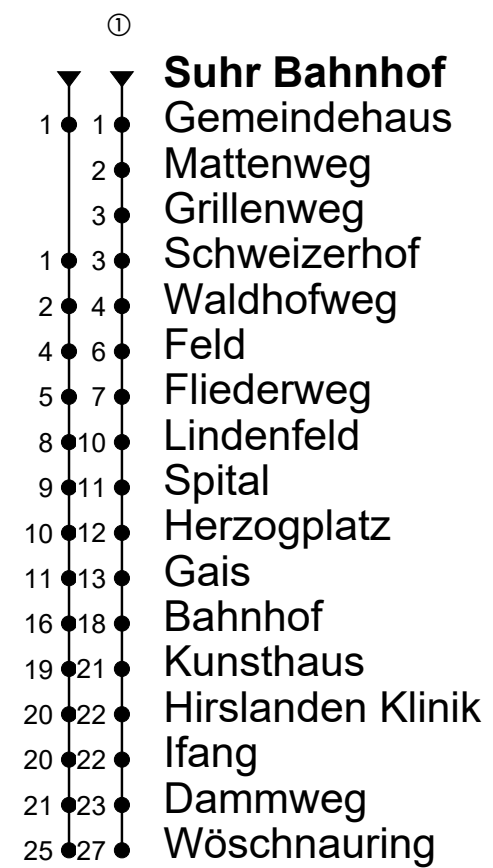 ①
Suhr Bahnhof
1 1 Gemeindehaus
2 Mattenweg
3 Grillenweg
1 3 Schweizerhof
2 4 Waldhofweg
4 6 Feld
5 7 Fliederweg
8 10 Lindenfeld
9 11 Spital
10 12 Herzogplatz
11 13 Gais
16 18 Bahnhof
19 21 Kunsthaus
20 22 Hirslanden Klinik
20 22 Ifang
21 23 Dammweg
25 27 Wöschnauring